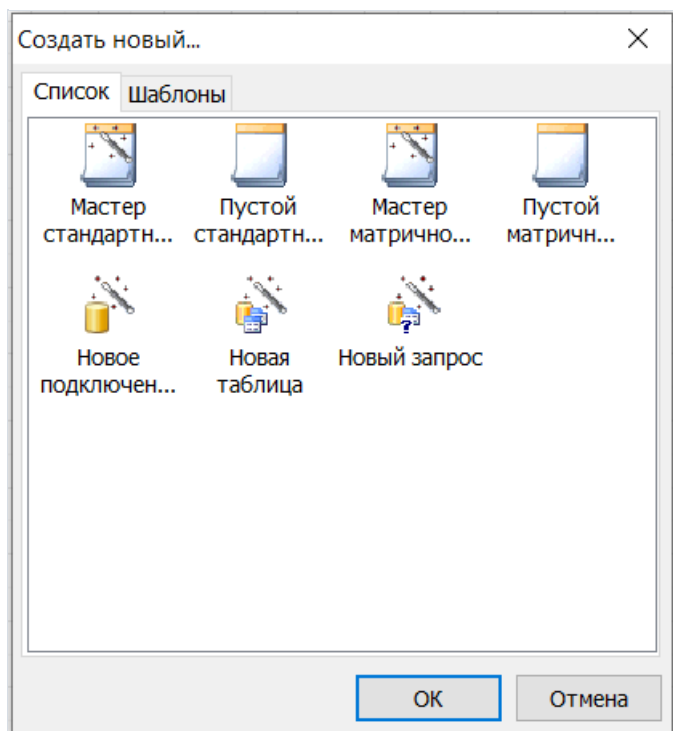 Создать новый...
Список Шаблоны
Мастер стандартн...
Пустой стандартн...
Мастер матрично...
Пустой матричн...
Новое подключен...
Новая таблица
Новый запрос
ОК Отмена